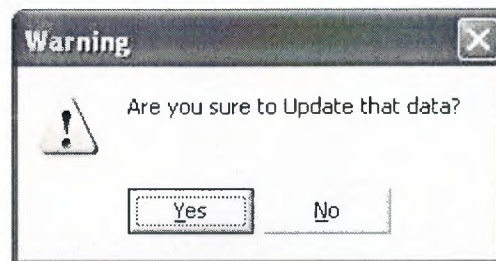 Warning
Are you sure to Update that data?
Yes
No